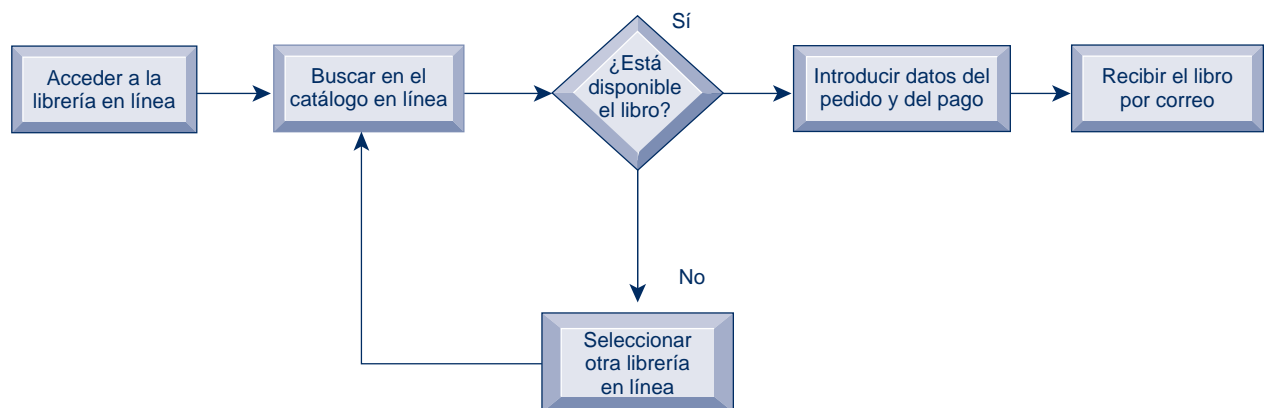 Acceder a la
librería en línea
Buscar en el
catálogo en línea
¿Está
disponible
el libro?
Sí
Introducir datos del
pedido y del pago
Recibir el libro
por correo
No
Seleccionar
otra librería
en línea